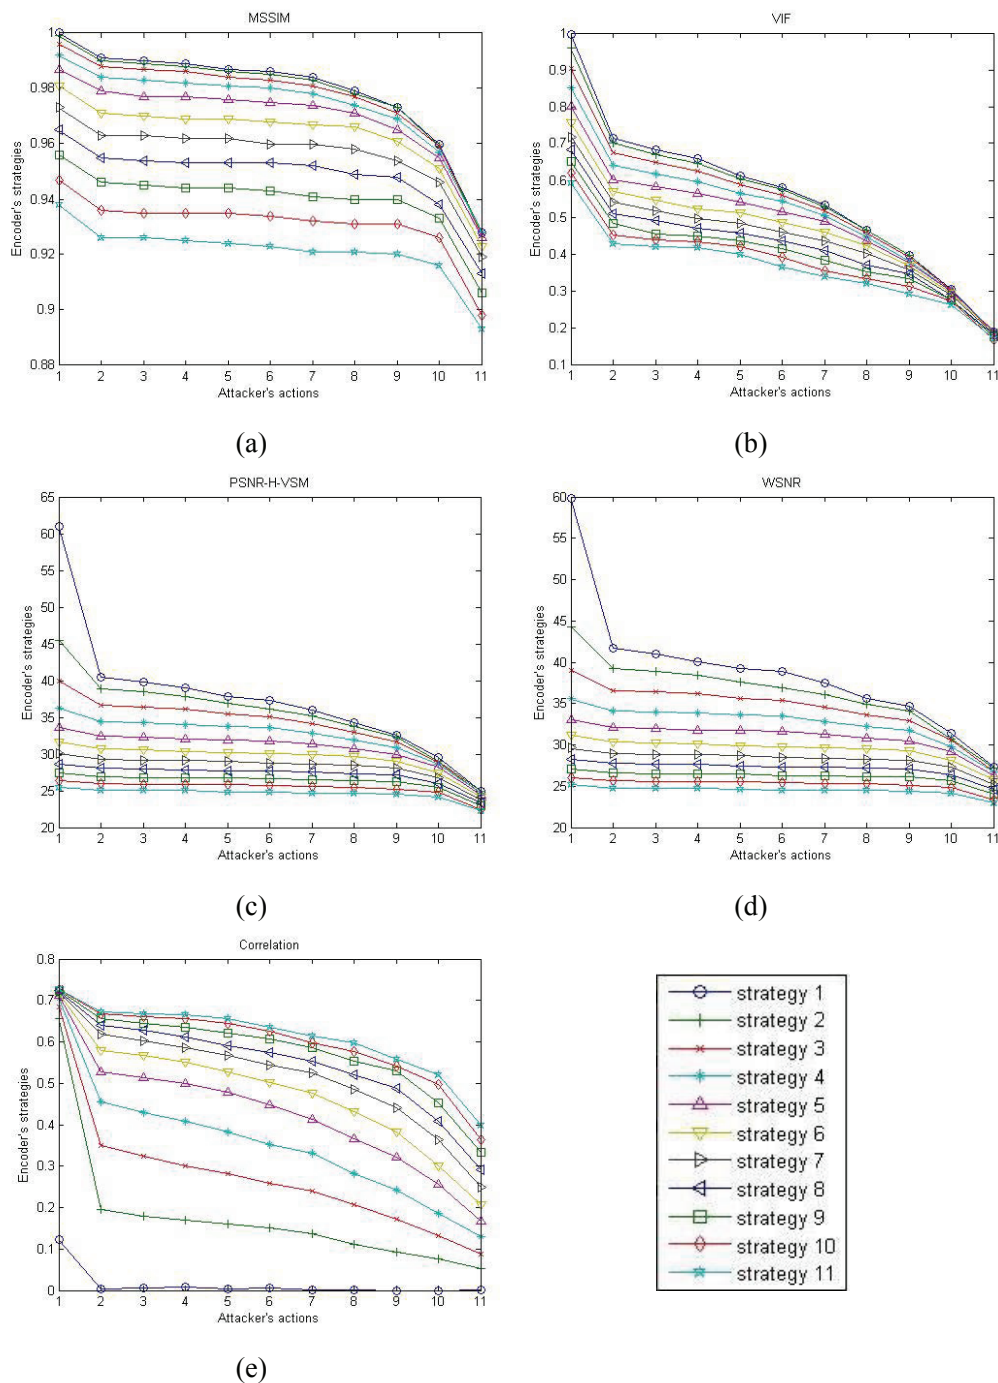 MSSIM
Encoder's strategies
1
0.98
0.96
0.94
0.92
0.9
0.88
1 2 3 4 5 6 7 8 9 10 11
Attacker's actions
(a)
VIF
Encoder's strategies
1
0.9
0.8
0.7
0.6
0.5
0.4
0.3
0.2
0.1
1 2 3 4 5 6 7 8 9 10 11
Attacker's actions
(b)
PSNR-H-VSM
Encoder's strategies
65
60
55
50
45
40
35
30
25
20
1 2 3 4 5 6 7 8 9 10 11
Attacker's actions
(c)
WSNR
Encoder's strategies
60
55
50
45
40
35
30
25
20
1 2 3 4 5 6 7 8 9 10 11
Attacker's actions
(d)
Correlation
Encoder's strategies
0.8
0.7
0.6
0.5
0.4
0.3
0.2
0.1
0
1 2 3 4 5 6 7 8 9 10 11
Attacker's actions
(e)
strategy 1
strategy 2
strategy 3
strategy 4
strategy 5
strategy 6
strategy 7
strategy 8
strategy 9
strategy 10
strategy 11